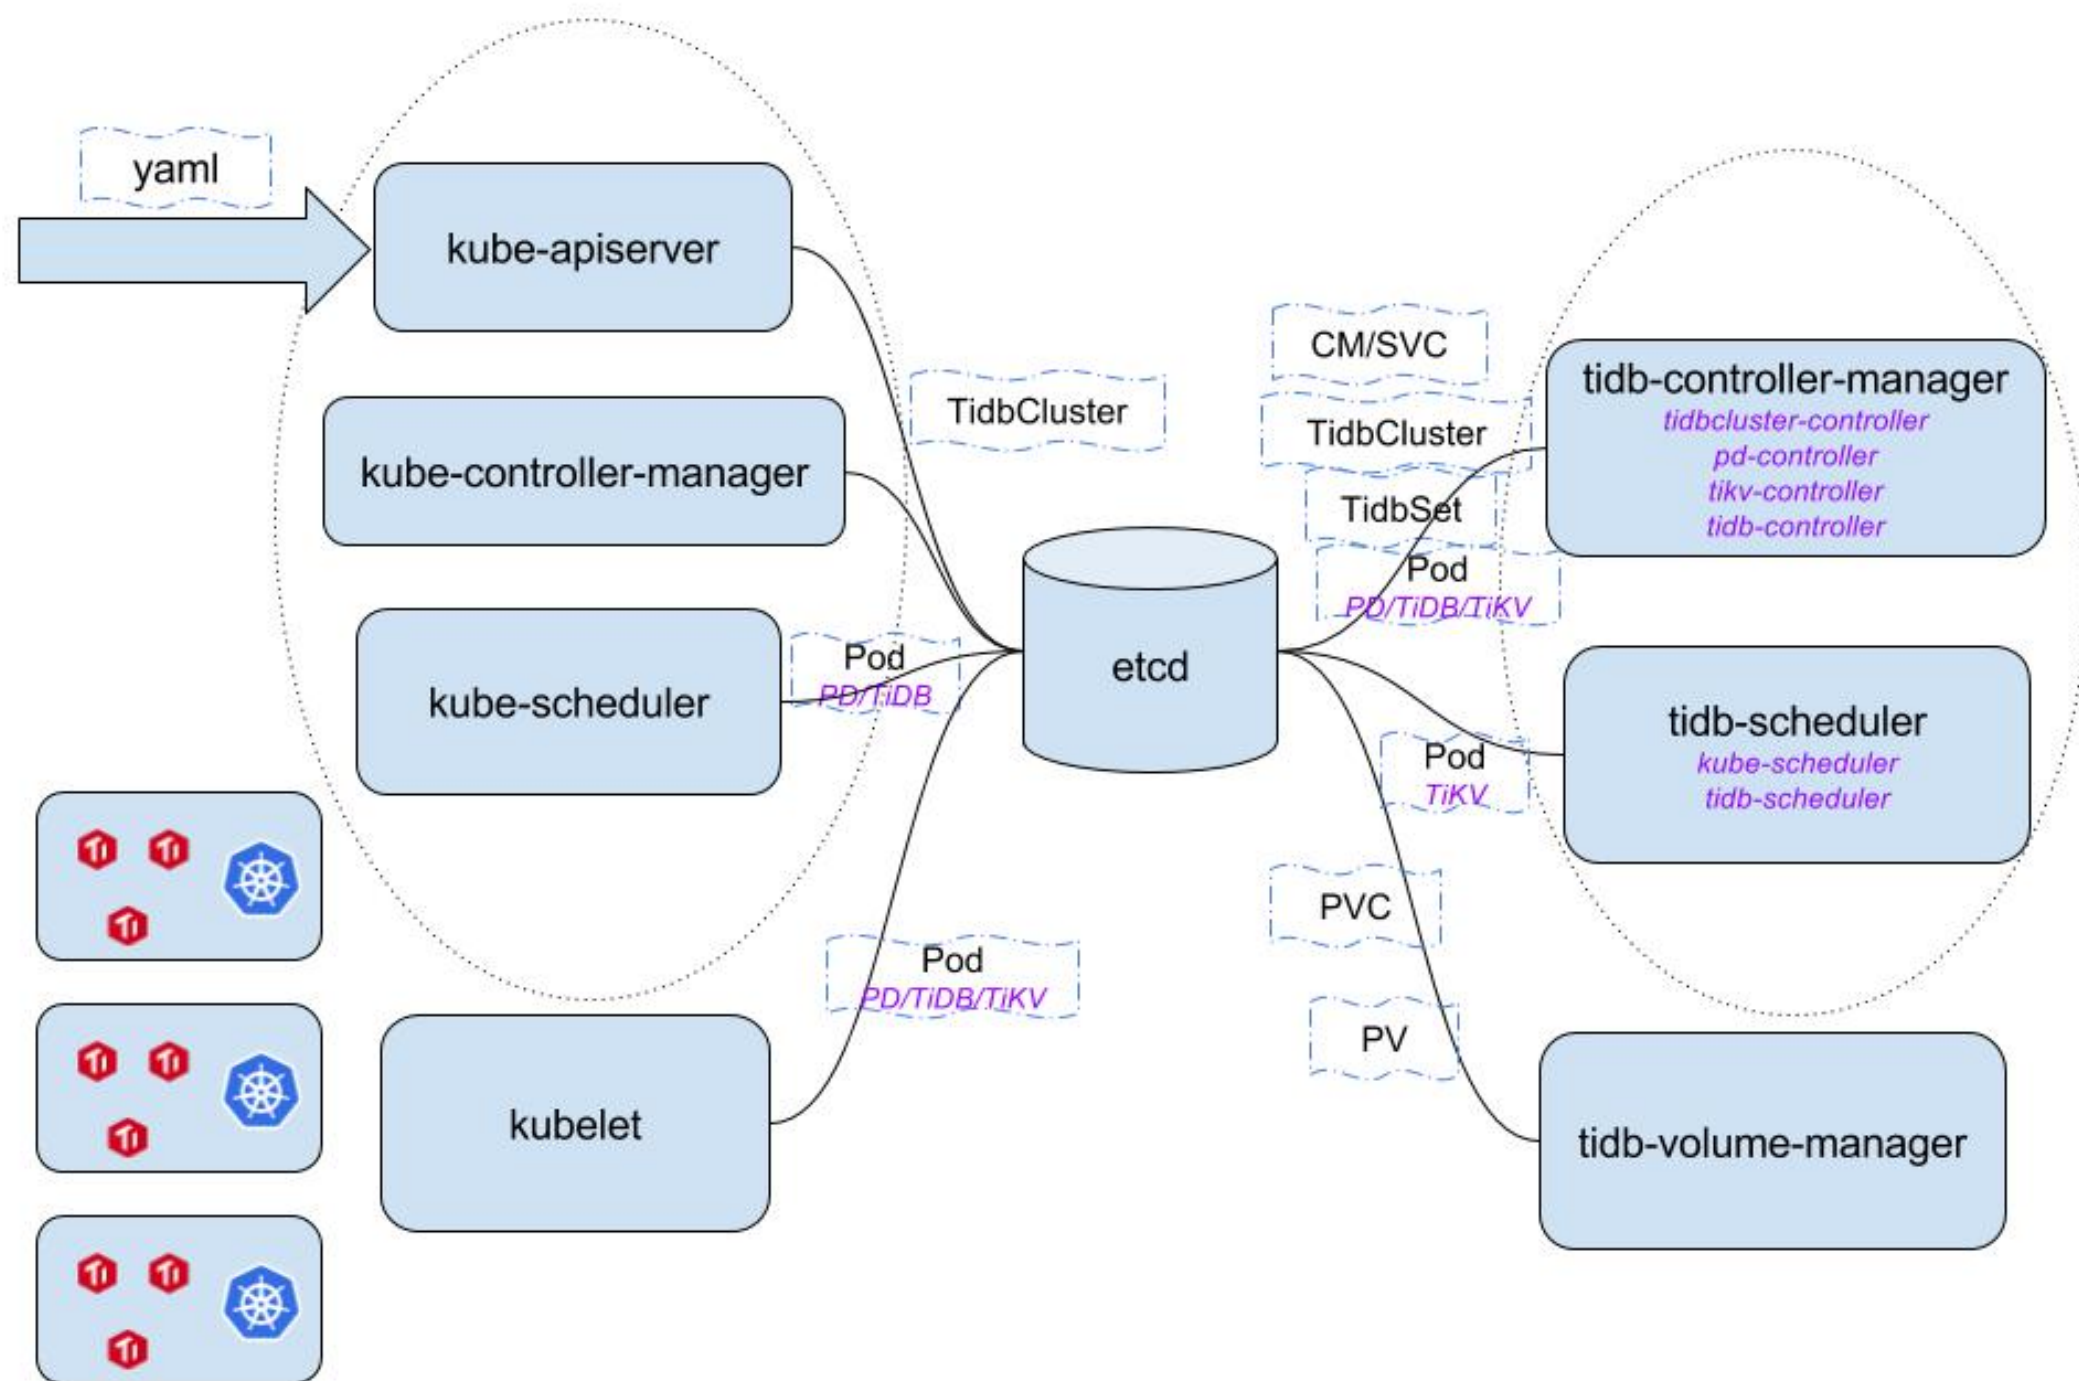 yaml
kube-apiserver
kube-controller-manager
kube-scheduler
kubelet
TidbCluster
Pod
PD/TiDB
Pod
PD/TiDB/TiKV
etcd
CM/SVC
TidbCluster
TidbSet
Pod
PD/TiDB/TiKV
Pod
TiKV
PVC
PV
tidb-controller-manager
tidbcluster-controller
pd-controller
tikv-controller
tidb-controller
tidb-scheduler
kube-scheduler
tidb-scheduler
tidb-volume-manager